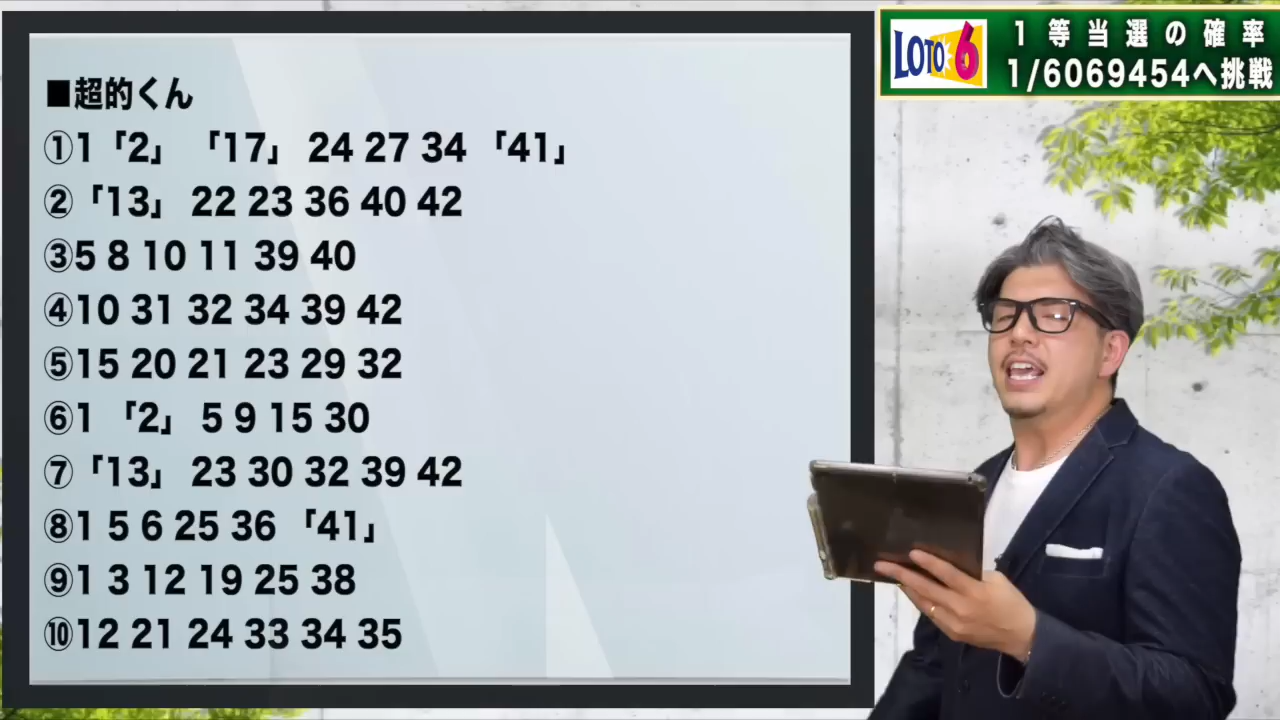 ■超的くん
①1「2」 「17」 24 27 34 「41」
②「13」 22 23 36 40 42
③5 8 10 11 39 40
④10 31 32 34 39 42
⑤15 20 21 23 29 32
⑥1 「2」 5 9 15 30
⑦「13」 23 30 32 39 42
⑧1 5 6 25 36 「41」
⑨1 3 12 19 25 38
⑩12 21 24 33 34 35
LOTO 6
1等当選の確率
1/6069454へ挑戦